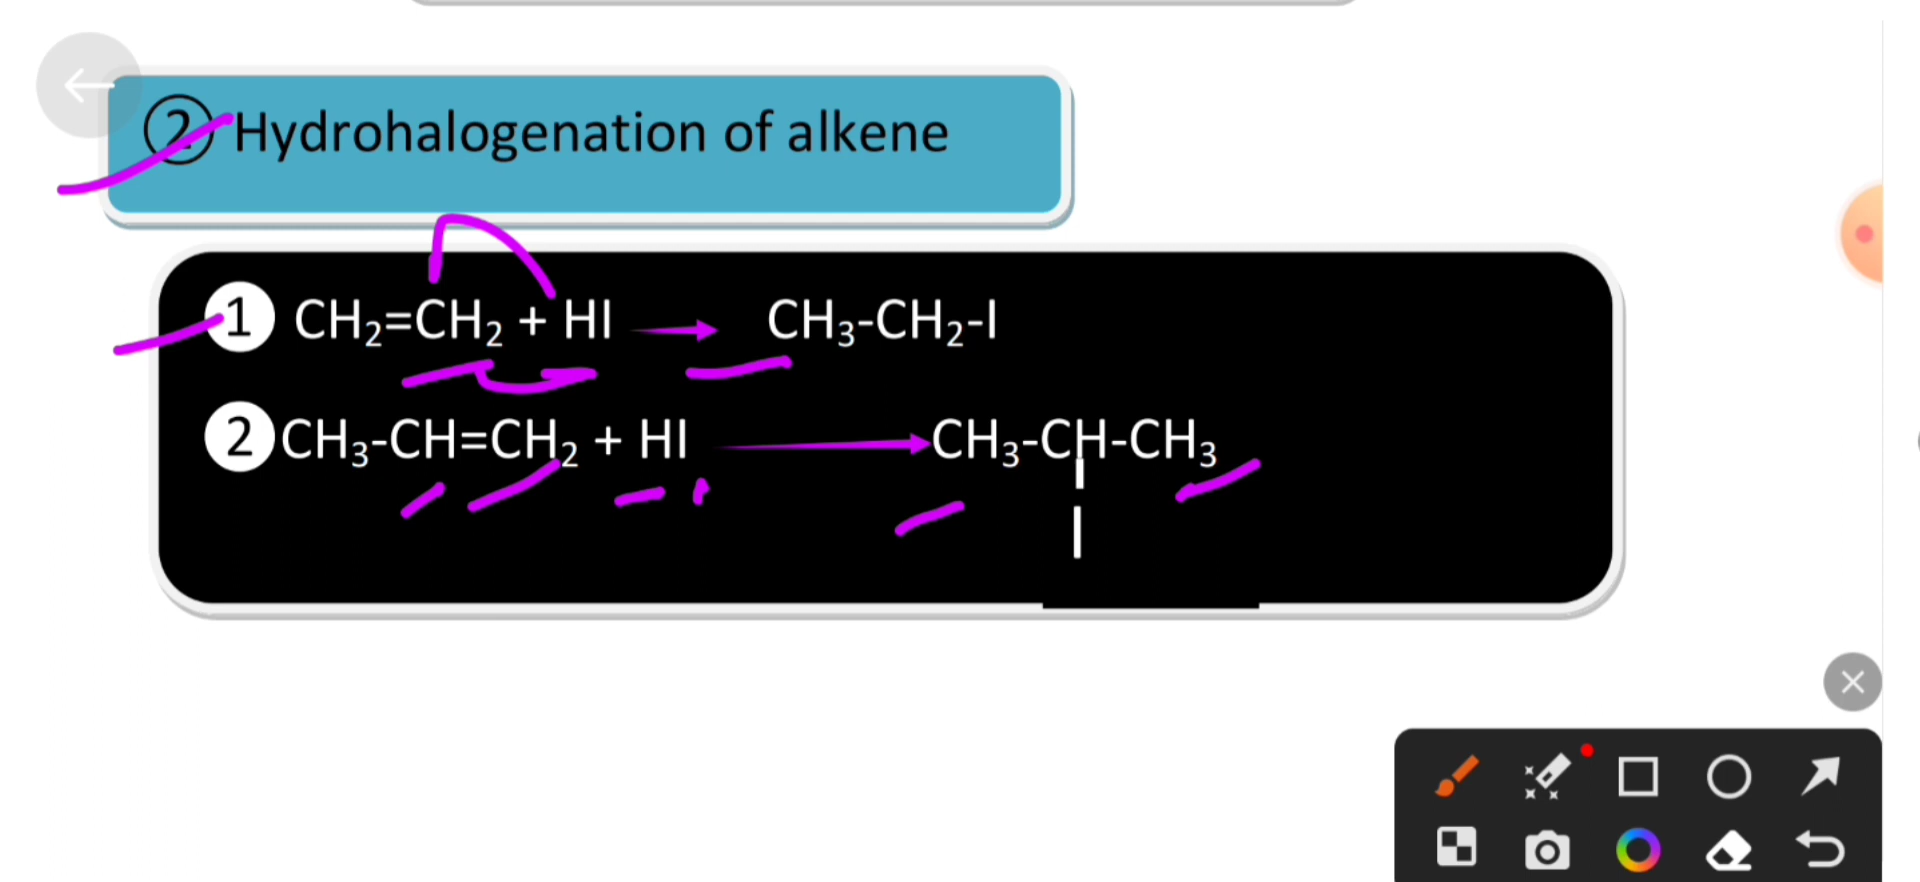 ② Hydrohalogenation of alkene
1 CH₂=CH₂ + HI → CH₃-CH₂-I
2 CH₃-CH=CH₂ + HI → CH₃-CH-CH₃
I